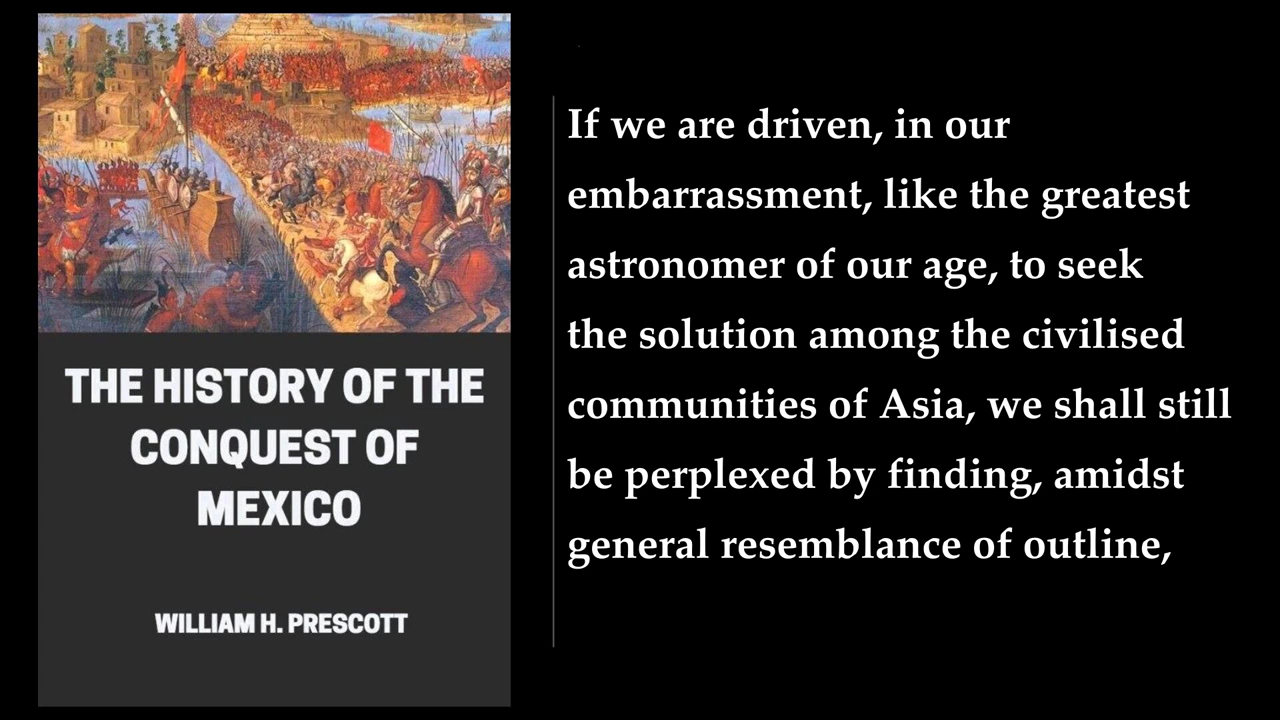 THE HISTORY OF THE
CONQUEST OF
MEXICO
WILLIAM H. PRESCOTT
If we are driven, in our
embarrassment, like the greatest
astronomer of our age, to seek
the solution among the civilised
communities of Asia, we shall still
be perplexed by finding, amidst
general resemblance of outline,